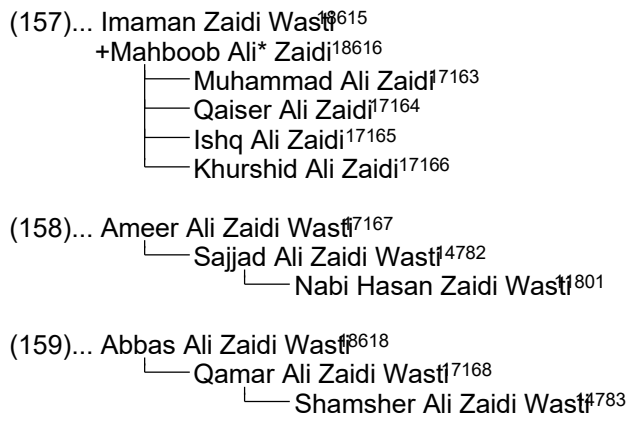 (157)... Imaman Zaidi Wasti18615
+Mahboob Ali* Zaidi18616
Muhammad Ali Zaidi17163
Qaiser Ali Zaidi17164
Ishq Ali Zaidi17165
Khurshid Ali Zaidi17166
(158)... Ameer Ali Zaidi Wasti17167
Sajjad Ali Zaidi Wasti14782
Nabi Hasan Zaidi Wasti11801
(159)... Abbas Ali Zaidi Wasti18618
Qamar Ali Zaidi Wasti17168
Shamsher Ali Zaidi Wasti14783